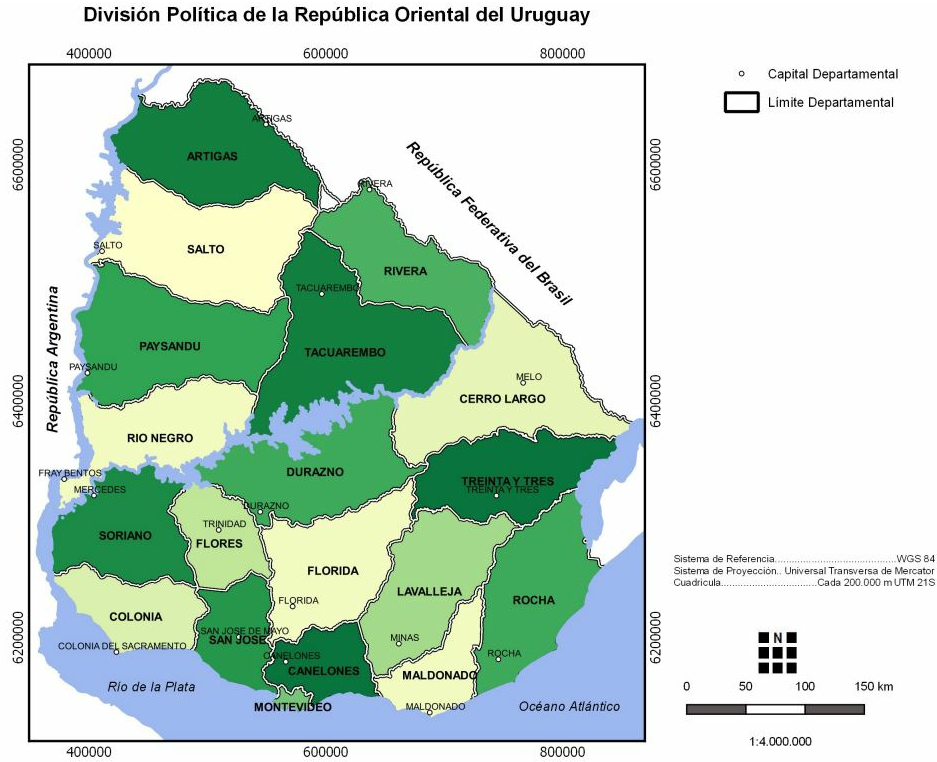 División Política de la República Oriental del Uruguay
400000 600000 800000
Capital Departamental
Límite Departamental
ARTIGAS
ARTIGAS
6600000
6600000
República Federativa del Brasil
RIVERA
SALTO
SALTO
RIVERA
TACUAREMBO
República Argentina
PAYSANDU
TACUAREMBO
PAYSANDU
MELO
CERRO LARGO
6400000
6400000
RIO NEGRO
DURAZNO
FRAY BENTOS
MERCEDES
TREINTA Y TRES
TREINTA Y TRES
DURAZNO
TRINIDAD
SORIANO
FLORES
FLORIDA
LAVALLEJA
ROCHA
FLORIDA
COLONIA
SAN JOSE DE MAYO
SAN JOSE
COLONIA DEL SACRAMENTO
MINAS
CANELONES
CANELONES
ROCHA
6200000
6200000
MALDONADO
Rio de la Plata
MONTEVIDEO
MALDONADO
Océano Atlántico
400000 600000 800000
Sistema de Referencia..........................................WGS 84
Sistema de Proyección.. Universal Transversa de Mercator
Cuadricula.................................Cada 200.000 m UTM 21S
N
0 50 100 150 km
1:4.000.000